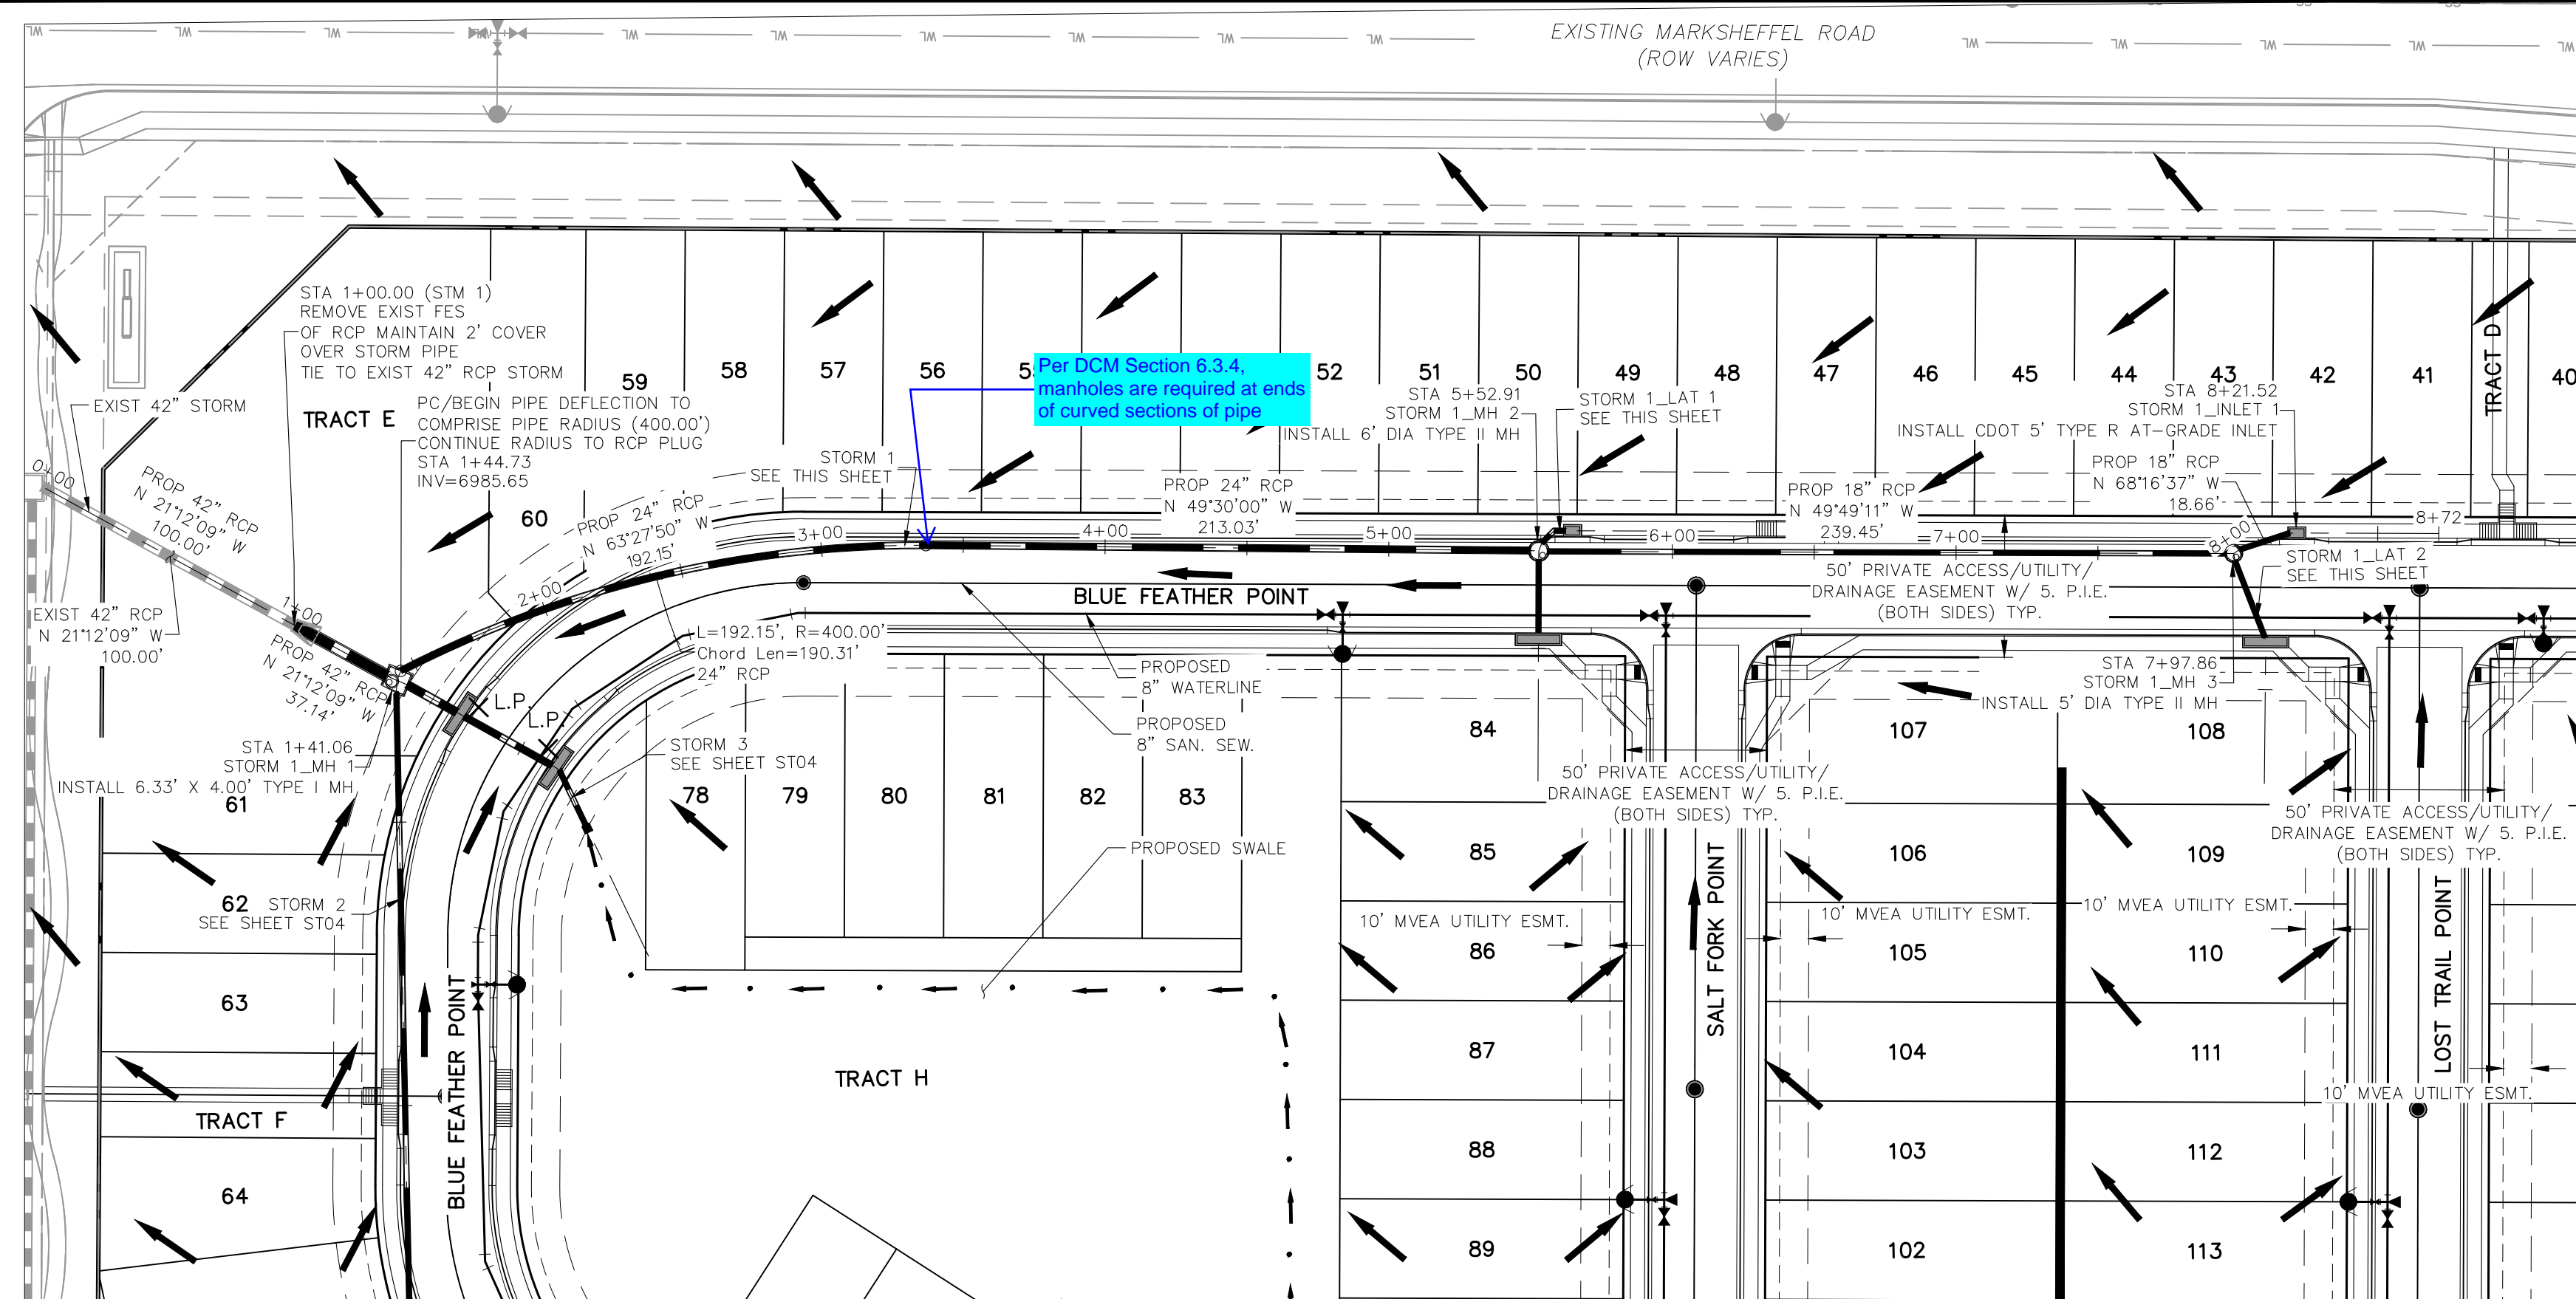 EXISTING MARKSHEFFEL ROAD
(ROW VARIES)
WL
WL
WL
WL
WL
WL
WL
WL
WL
WL
WL
WL
WL
STA 1+00.00 (STM 1)
REMOVE EXIST FES
OF RCP MAINTAIN 2' COVER
OVER STORM PIPE
TIE TO EXIST 42" RCP STORM
EXIST 42" STORM
TRACT E
PC/BEGIN PIPE DEFLECTION TO
COMPRISE PIPE RADIUS (400.00')
CONTINUE RADIUS TO RCP PLUG
STA 1+44.73
INV=6985.65
59
58
57
56
52
51
50
49
48
47
46
45
44
43
42
41
40
TRACT D
Per DCM Section 6.3.4,
manholes are required at ends
of curved sections of pipe
STORM 1
SEE THIS SHEET
STA 5+52.91
STORM 1_MH 2
INSTALL 6' DIA TYPE II MH
STORM 1_LAT 1
SEE THIS SHEET
STA 8+21.52
STORM 1_INLET 1
INSTALL CDOT 5' TYPE R AT-GRADE INLET
PROP 18" RCP
N 68°16'37" W
18.66'
PROP 24" RCP
N 49°30'00" W
213.03'
PROP 18" RCP
N 49°49'11" W
239.45'
60
PROP 24" RCP
N 63°27'50" W
192.15'
0+00
1+00
2+00
3+00
4+00
5+00
6+00
7+00
8+00
8+72
PROP 42" RCP
N 21°12'09" W
100.00'
EXIST 42" RCP
N 21°12'09" W
100.00'
PROP 42" RCP
N 21°12'09" W
37.14'
BLUE FEATHER POINT
50' PRIVATE ACCESS/UTILITY/
DRAINAGE EASEMENT W/ 5. P.I.E.
(BOTH SIDES) TYP.
STORM 1_LAT 2
SEE THIS SHEET
L=192.15', R=400.00'
Chord Len=190.31'
24" RCP
PROPOSED
8" WATERLINE
PROPOSED
8" SAN. SEW.
L.P.
L.P.
STORM 3
SEE SHEET ST04
STA 1+41.06
STORM 1_MH 1
INSTALL 6.33' X 4.00' TYPE I MH
STA 7+97.86
STORM 1_MH 3
INSTALL 5' DIA TYPE II MH
61
78
79
80
81
82
83
84
107
108
50' PRIVATE ACCESS/UTILITY/
DRAINAGE EASEMENT W/ 5. P.I.E.
(BOTH SIDES) TYP.
50' PRIVATE ACCESS/UTILITY/
DRAINAGE EASEMENT W/ 5. P.I.E.
(BOTH SIDES) TYP.
PROPOSED SWALE
85
106
109
62
STORM 2
SEE SHEET ST04
10' MVEA UTILITY ESMT.
10' MVEA UTILITY ESMT.
10' MVEA UTILITY ESMT.
86
105
110
SALT FORK POINT
LOST TRAIL POINT
63
BLUE FEATHER POINT
TRACT H
87
104
111
10' MVEA UTILITY ESMT.
TRACT F
88
103
112
64
89
102
113